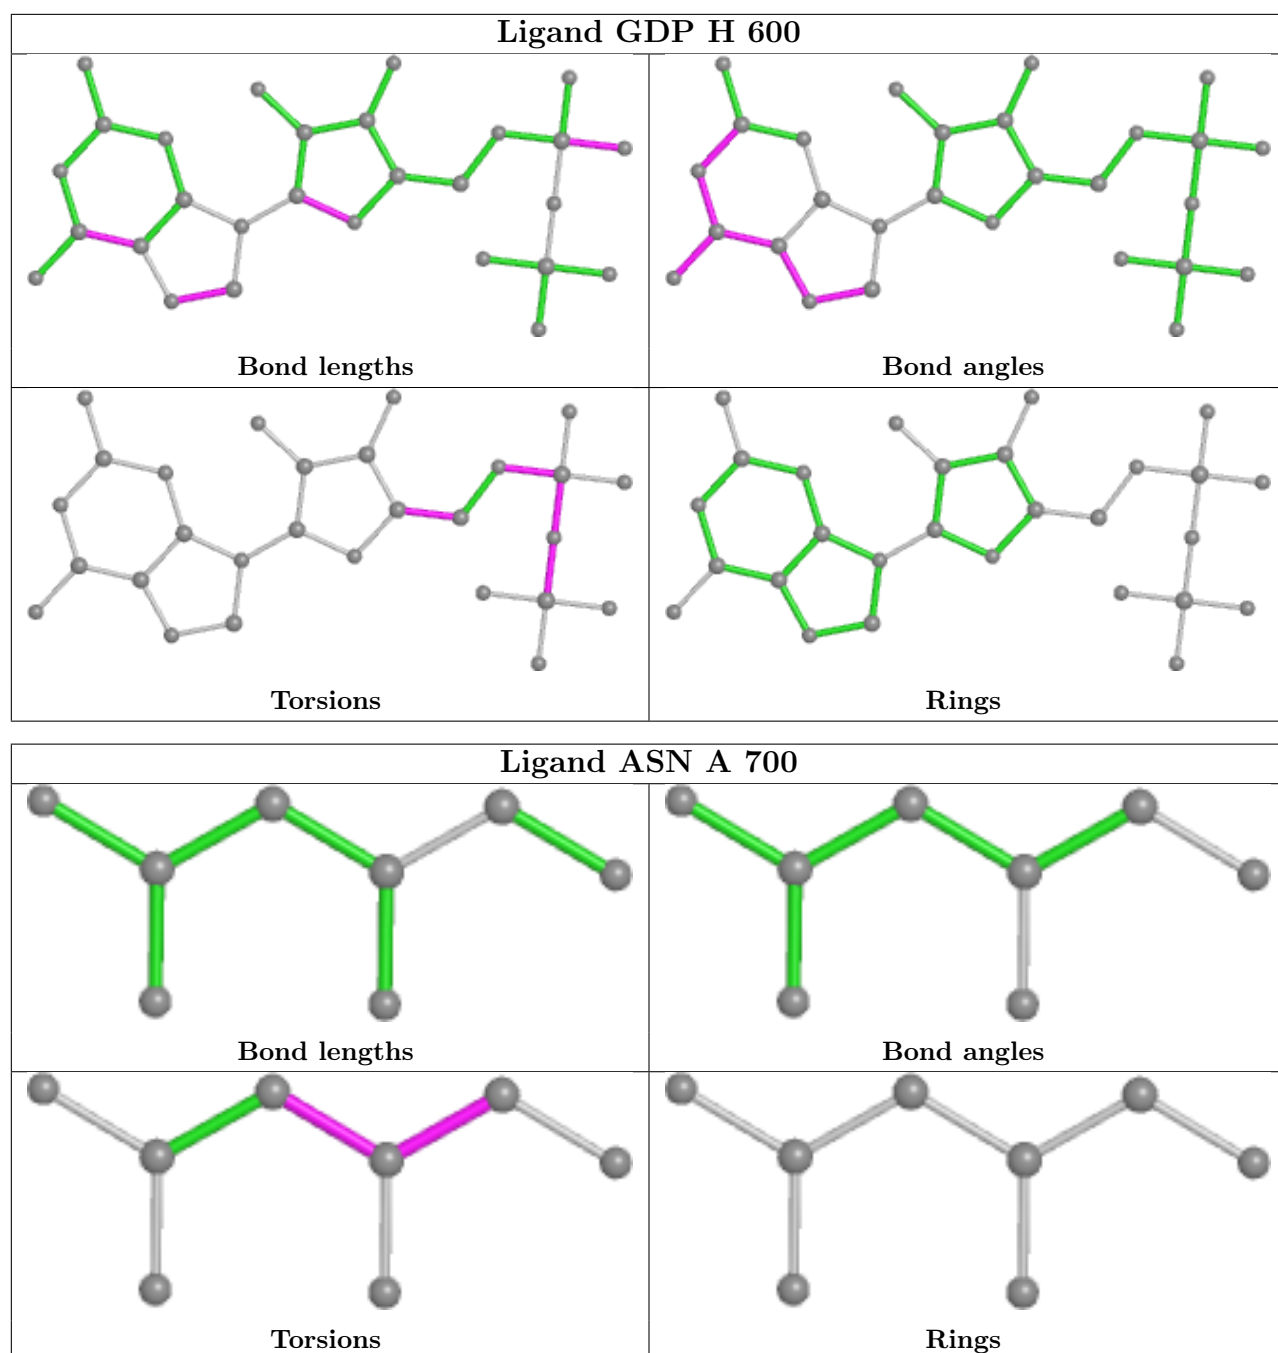 Ligand GDP H 600
Bond lengths
Bond angles
Torsions
Rings
Ligand ASN A 700
Bond lengths
Bond angles
Torsions
Rings